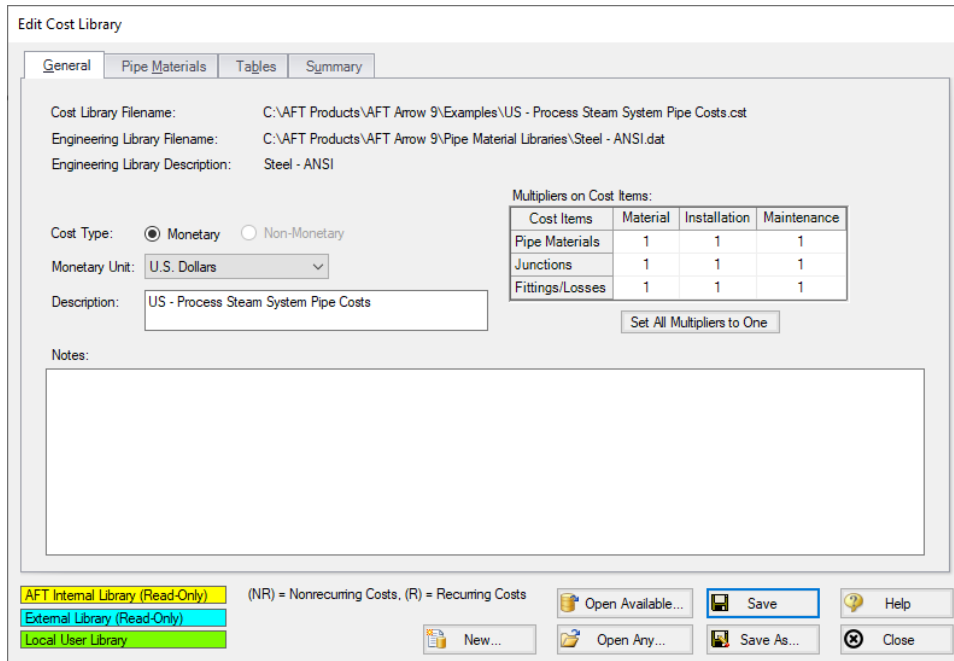 Edit Cost Library
General Pipe Materials Tables Summary
Cost Library Filename: C:\AFT Products\AFT Arrow 9\Examples\US - Process Steam System Pipe Costs.cst
Engineering Library Filename: C:\AFT Products\AFT Arrow 9\Pipe Material Libraries\Steel - ANSI.dat
Engineering Library Description: Steel - ANSI
Multipliers on Cost Items:
Cost Items Material Installation Maintenance
Pipe Materials 1 1 1
Junctions 1 1 1
Fittings/Losses 1 1 1
Set All Multipliers to One
Cost Type: Monetary Non-Monetary
Monetary Unit: U.S. Dollars
Description: US - Process Steam System Pipe Costs
Notes:
AFT Internal Library (Read-Only)
External Library (Read-Only)
Local User Library
(NR) = Nonrecurring Costs, (R) = Recurring Costs
Open Available... Save Help
New... Open Any... Save As... Close